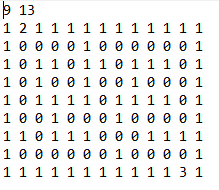 9 13
1 2 1 1 1 1 1 1 1 1 1 1 1
1 0 0 0 0 1 0 0 0 0 0 0 1
1 0 1 1 0 1 1 0 1 1 1 0 1
1 0 1 0 0 1 0 0 1 0 0 0 1
1 0 1 1 1 1 0 1 1 1 1 0 1
1 0 0 1 0 0 0 1 0 0 0 0 1
1 1 0 1 1 1 0 0 0 1 1 1 1
1 0 0 0 0 0 0 1 0 0 0 0 1
1 1 1 1 1 1 1 1 1 1 1 3 1